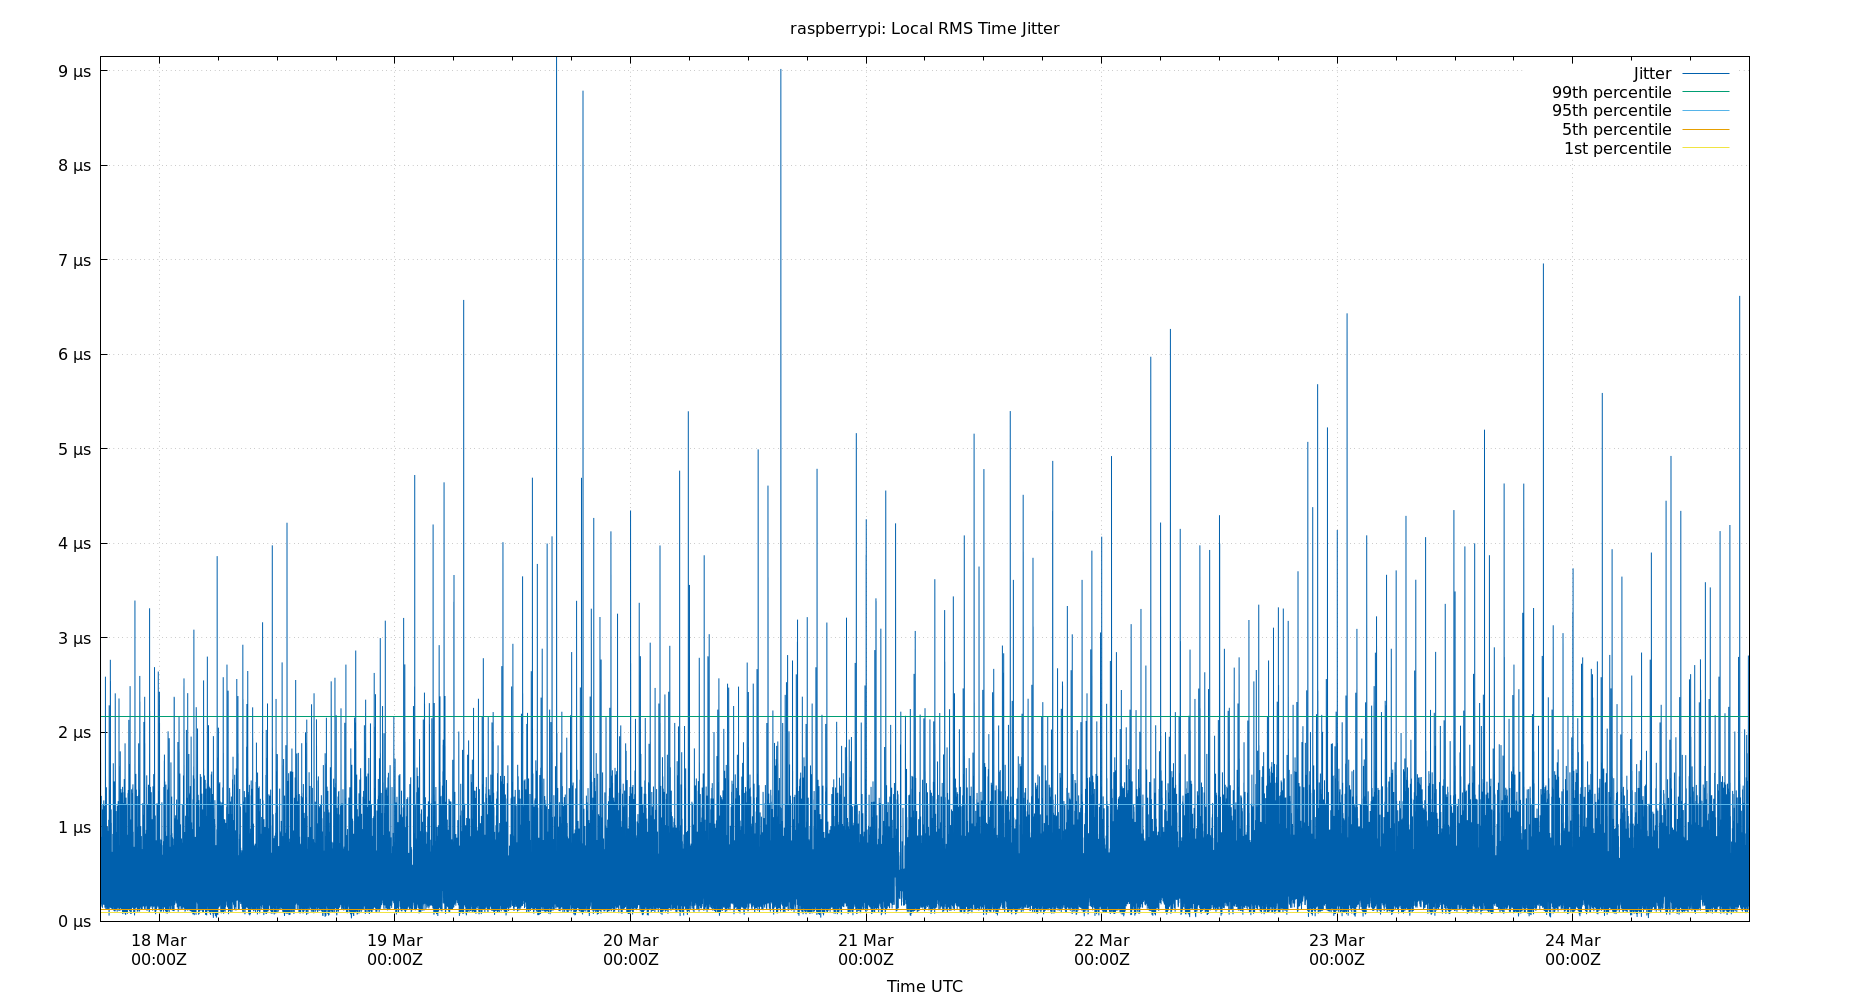 raspberrypi: Local RMS Time Jitter
9 µs
8 µs
7 µs
6 µs
5 µs
4 µs
3 µs
2 µs
1 µs
0 µs
Jitter
99th percentile
95th percentile
5th percentile
1st percentile
18 Mar 19 Mar 20 Mar 21 Mar 22 Mar 23 Mar 24 Mar
00:00Z 00:00Z 00:00Z 00:00Z 00:00Z 00:00Z 00:00Z
Time UTC